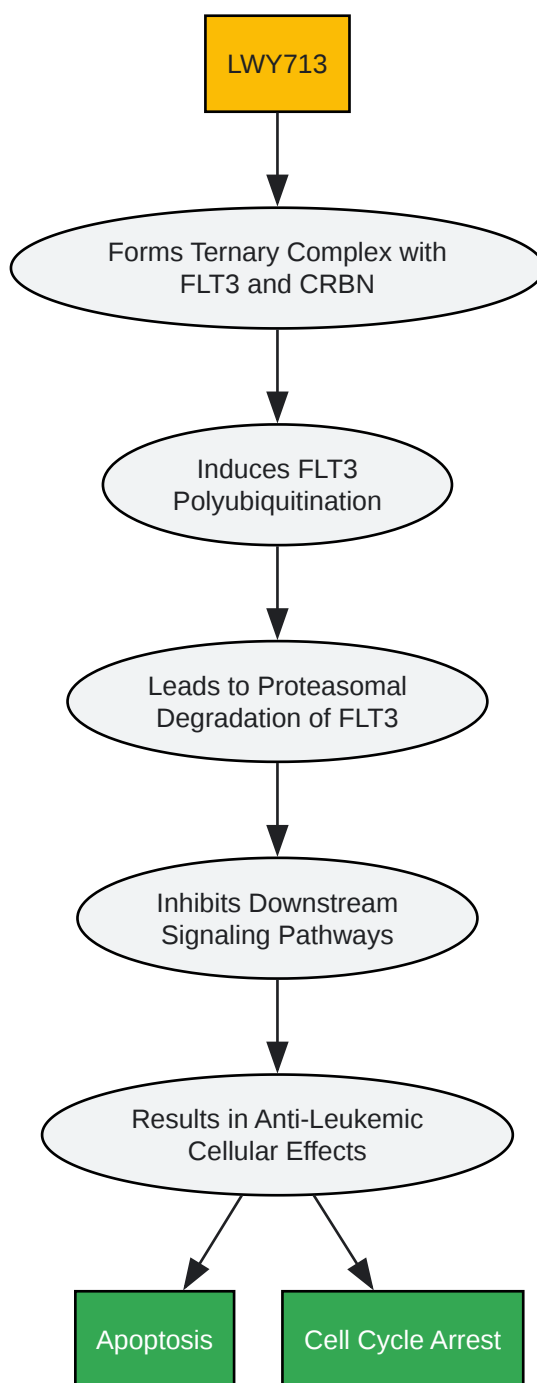 LWY713
Forms Ternary Complex with
FLT3 and CRBN
Induces FLT3
Polyubiquitination
Leads to Proteasomal
Degradation of FLT3
Inhibits Downstream
Signaling Pathways
Results in Anti-Leukemic
Cellular Effects
Apoptosis
Cell Cycle Arrest